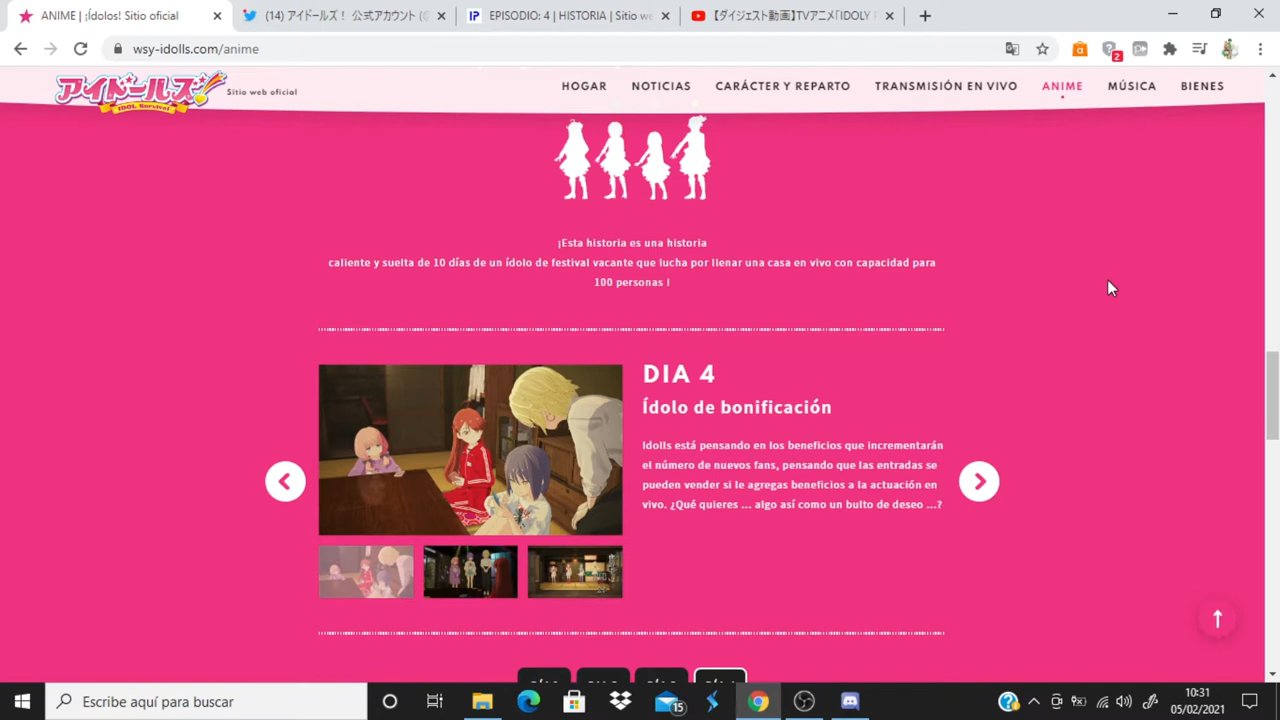 ANIME | ¡Ídolos! Sitio oficial
(14) アイドールズ！ 公式アカウント (@
EPISODIO: 4 | HISTORIA | Sitio we
【ダイジェスト動画】TVアニメ「IDOLY P
wsy-idolls.com/anime
2
アイドールズ!
IDOL Survival
Sitio web oficial
HOGAR
NOTICIAS
CARÁCTER Y REPARTO
TRANSMISIÓN EN VIVO
ANIME
MÚSICA
BIENES
¡Esta historia es una historia
caliente y suelta de 10 días de un ídolo de festival vacante que lucha por llenar una casa en vivo con capacidad para
100 personas !
DIA 4
Ídolo de bonificación
Idolls está pensando en los beneficios que incrementarán
el número de nuevos fans, pensando que las entradas se
pueden vender si le agregas beneficios a la actuación en
vivo. ¿Qué quieres ... algo así como un bulto de deseo ...?
Escribe aquí para buscar
15
10:31
05/02/2021